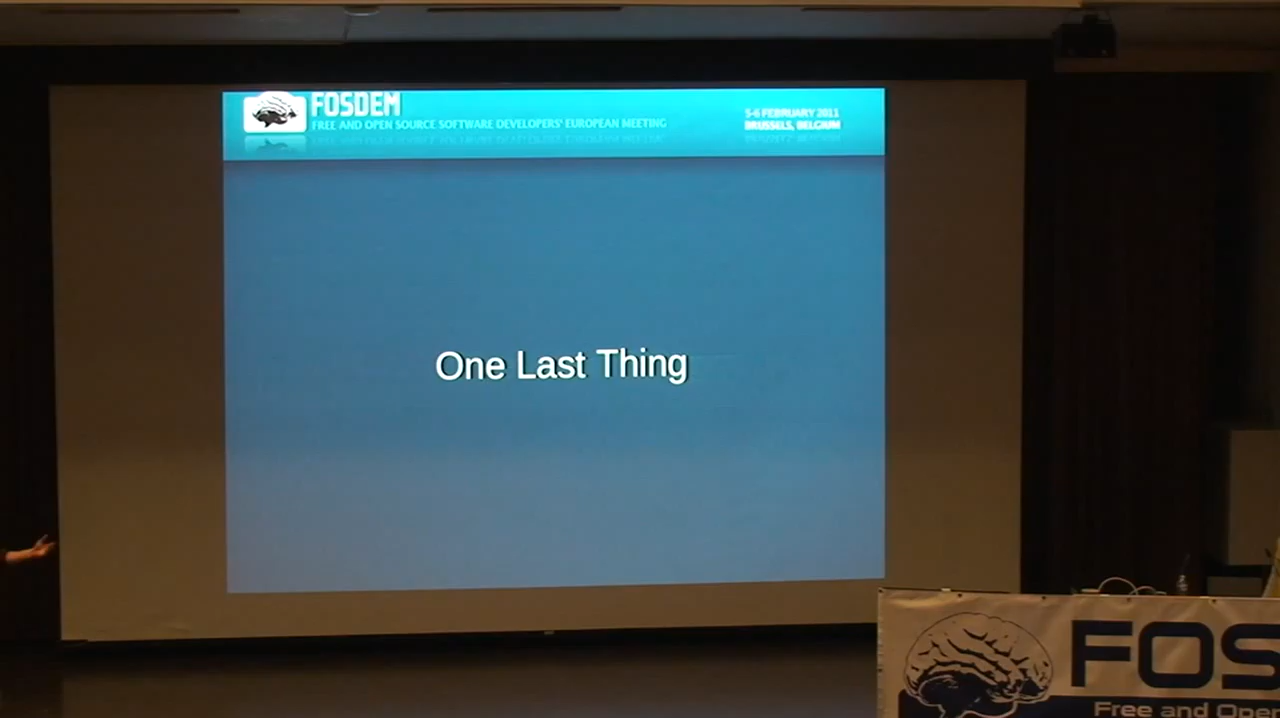 FOSDEM
FREE AND OPEN SOURCE SOFTWARE DEVELOPERS' EUROPEAN MEETING
5-6 FEBRUARY 2011
BRUSSELS, BELGIUM
One Last Thing
FOS
Free and Open